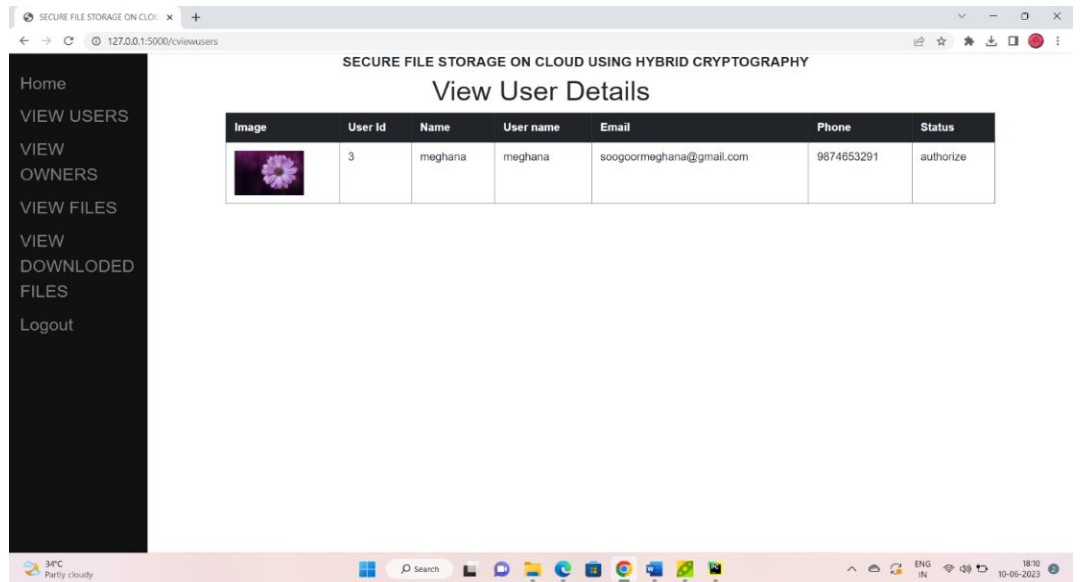 SECURE FILE STORAGE ON CLOU
127.0.0.1:5000/cviewusers
Home
VIEW USERS
VIEW
OWNERS
VIEW FILES
VIEW
DOWNLODED
FILES
Logout
SECURE FILE STORAGE ON CLOUD USING HYBRID CRYPTOGRAPHY
View User Details
Image User Id Name User name Email Phone Status
3 meghana meghana soogoormeghana@gmail.com 9874653291 authorize
34°C
Partly cloudy
Search
ENG
IN
18:10
10-06-2023
2